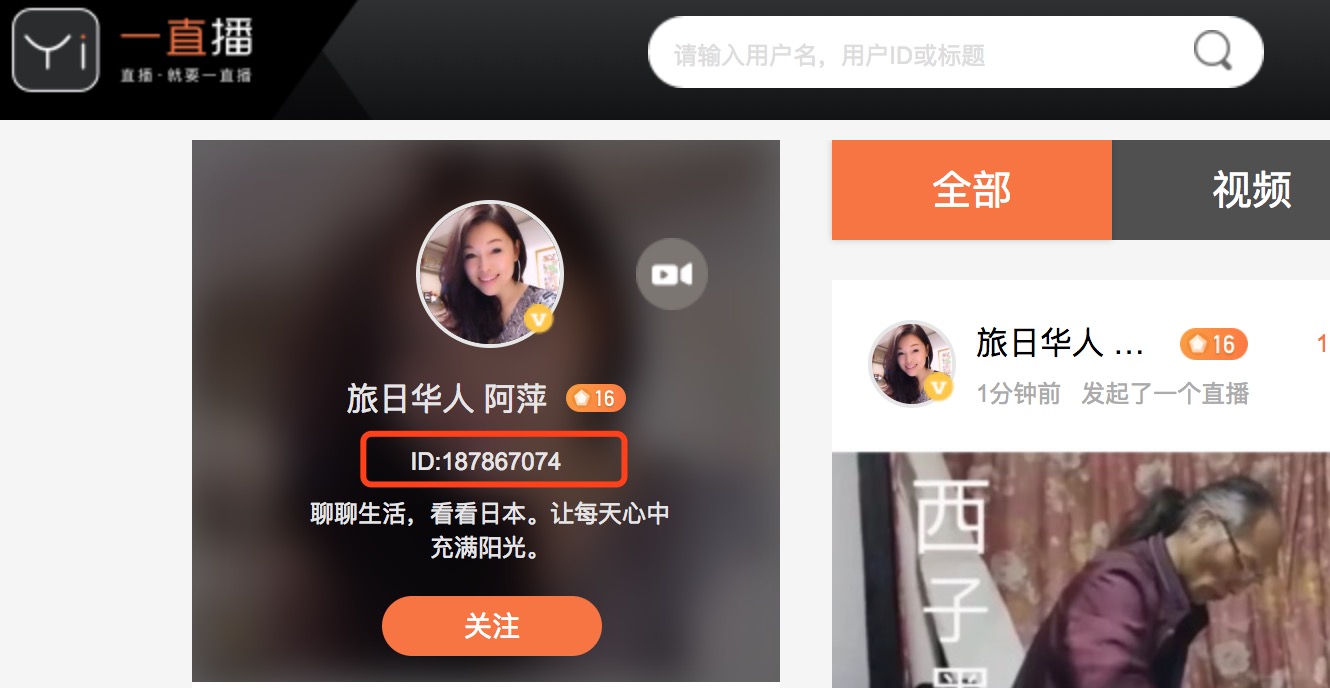 Yi
一直播
直播·就要一直播
请输入用户名，用户ID或标题
旅日华人 阿萍 16
ID:187867074
聊聊生活，看看日本。让每天心中
充满阳光。
关注
全部
视频
旅日华人 ... 16
1
1分钟前 发起了一个直播
西
子